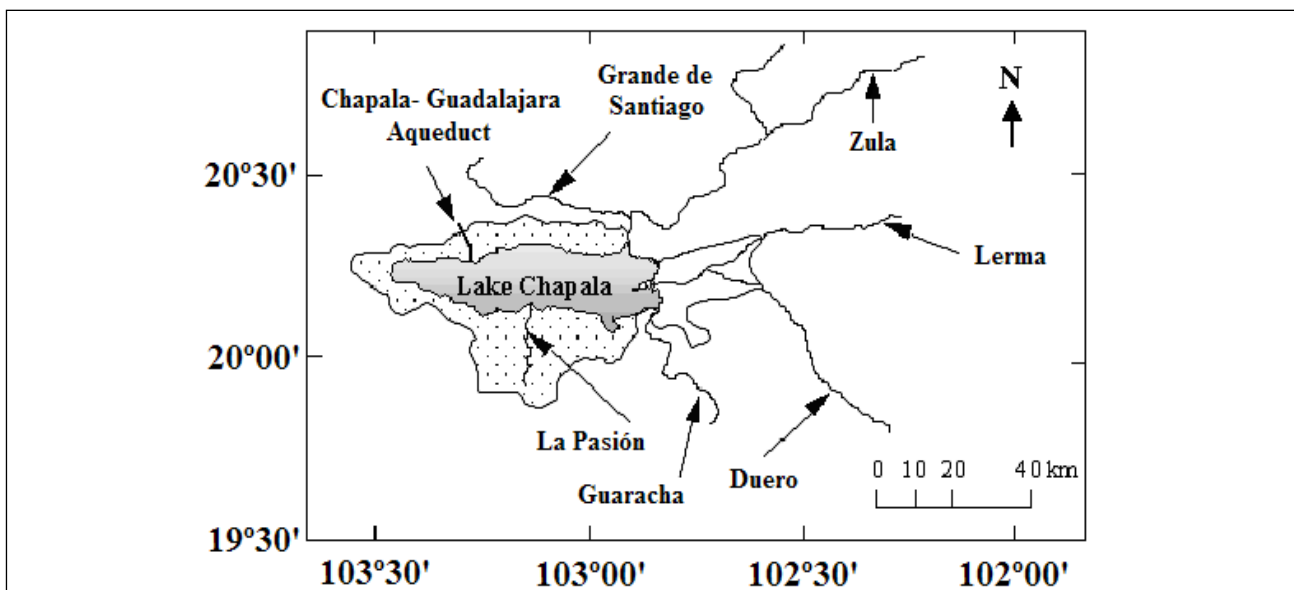 Grande de
Santiago
Chapala- Guadalajara
Aqueduct
N
Zula
20°30'
Lerma
Lake Chapala
20°00'
La Pasión
Guaracha
Duero
0 10 20 40 km
19°30'
103°30' 103°00' 102°30' 102°00'